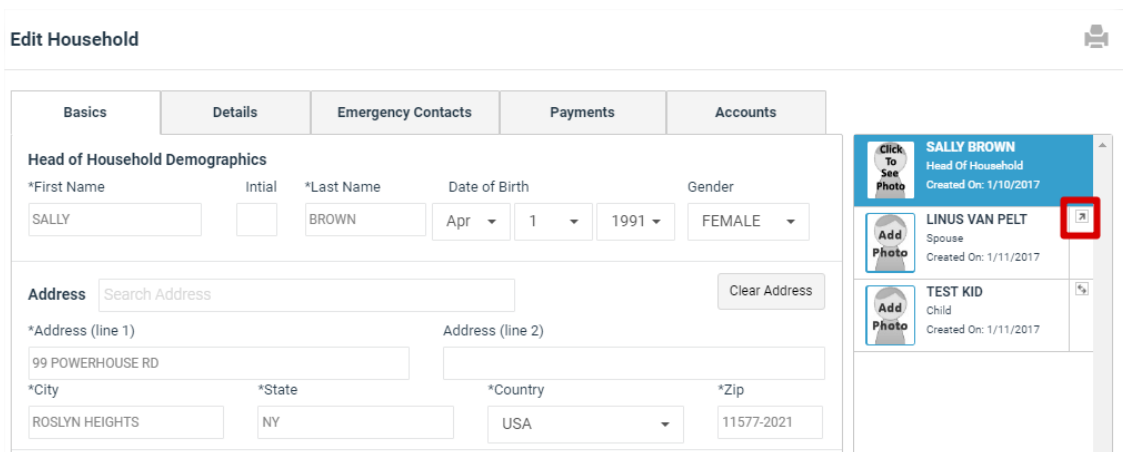 Edit Household
Basics Details Emergency Contacts Payments Accounts
Head of Household Demographics
*First Name Intial *Last Name Date of Birth Gender
SALLY BROWN Apr 1 1991 FEMALE
Address Search Address Clear Address
*Address (line 1) Address (line 2)
99 POWERHOUSE RD
*City *State *Country *Zip
ROSLYN HEIGHTS NY USA 11577-2021
Click
To
See
Photo
SALLY BROWN
Head Of Household
Created On: 1/10/2017
Add
Photo
LINUS VAN PELT
Spouse
Created On: 1/11/2017
Add
Photo
TEST KID
Child
Created On: 1/11/2017